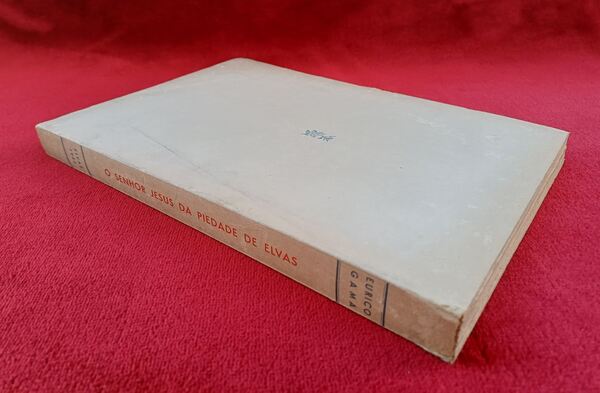 O SENHOR JESUS DA PIEDADE DE ELVAS
EURICO
GAMA